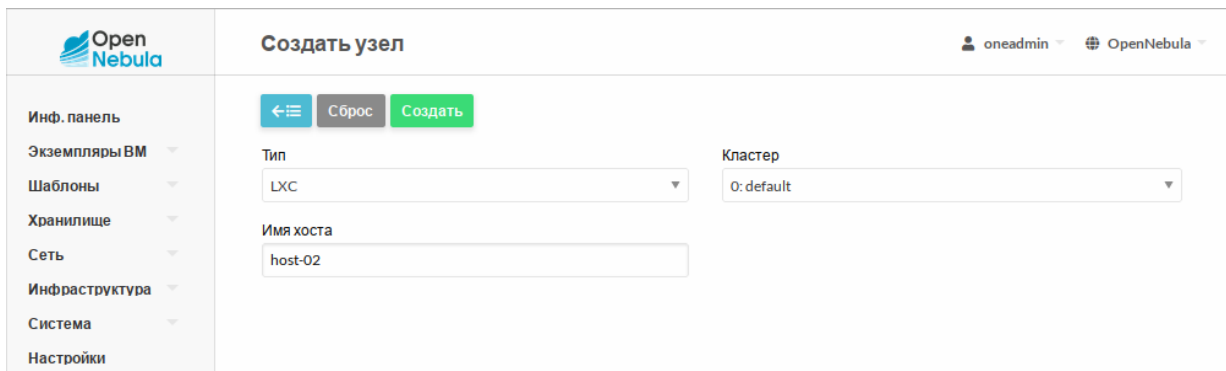 Open
Nebula
Создать узел
oneadmin
OpenNebula
Инф. панель
Экземпляры ВМ
Шаблоны
Хранилище
Сеть
Инфраструктура
Система
Настройки
Сброс
Создать
Тип
Кластер
LXC
0: default
Имя хоста
host-02